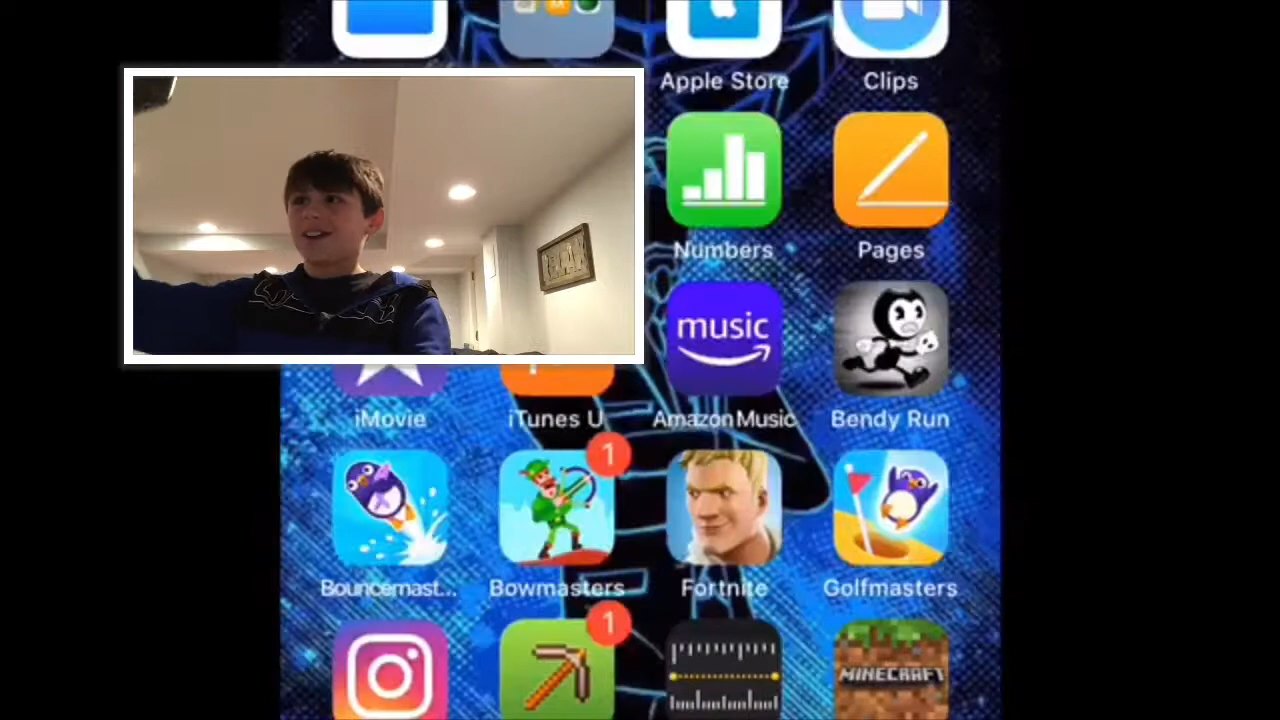 Apple Store Clips
Numbers Pages
music
iMovie iTunes U Amazon Music Bendy Run
1
Bouncemast... Bowmasters Fortnite Golfmasters
1
MINECRAFT